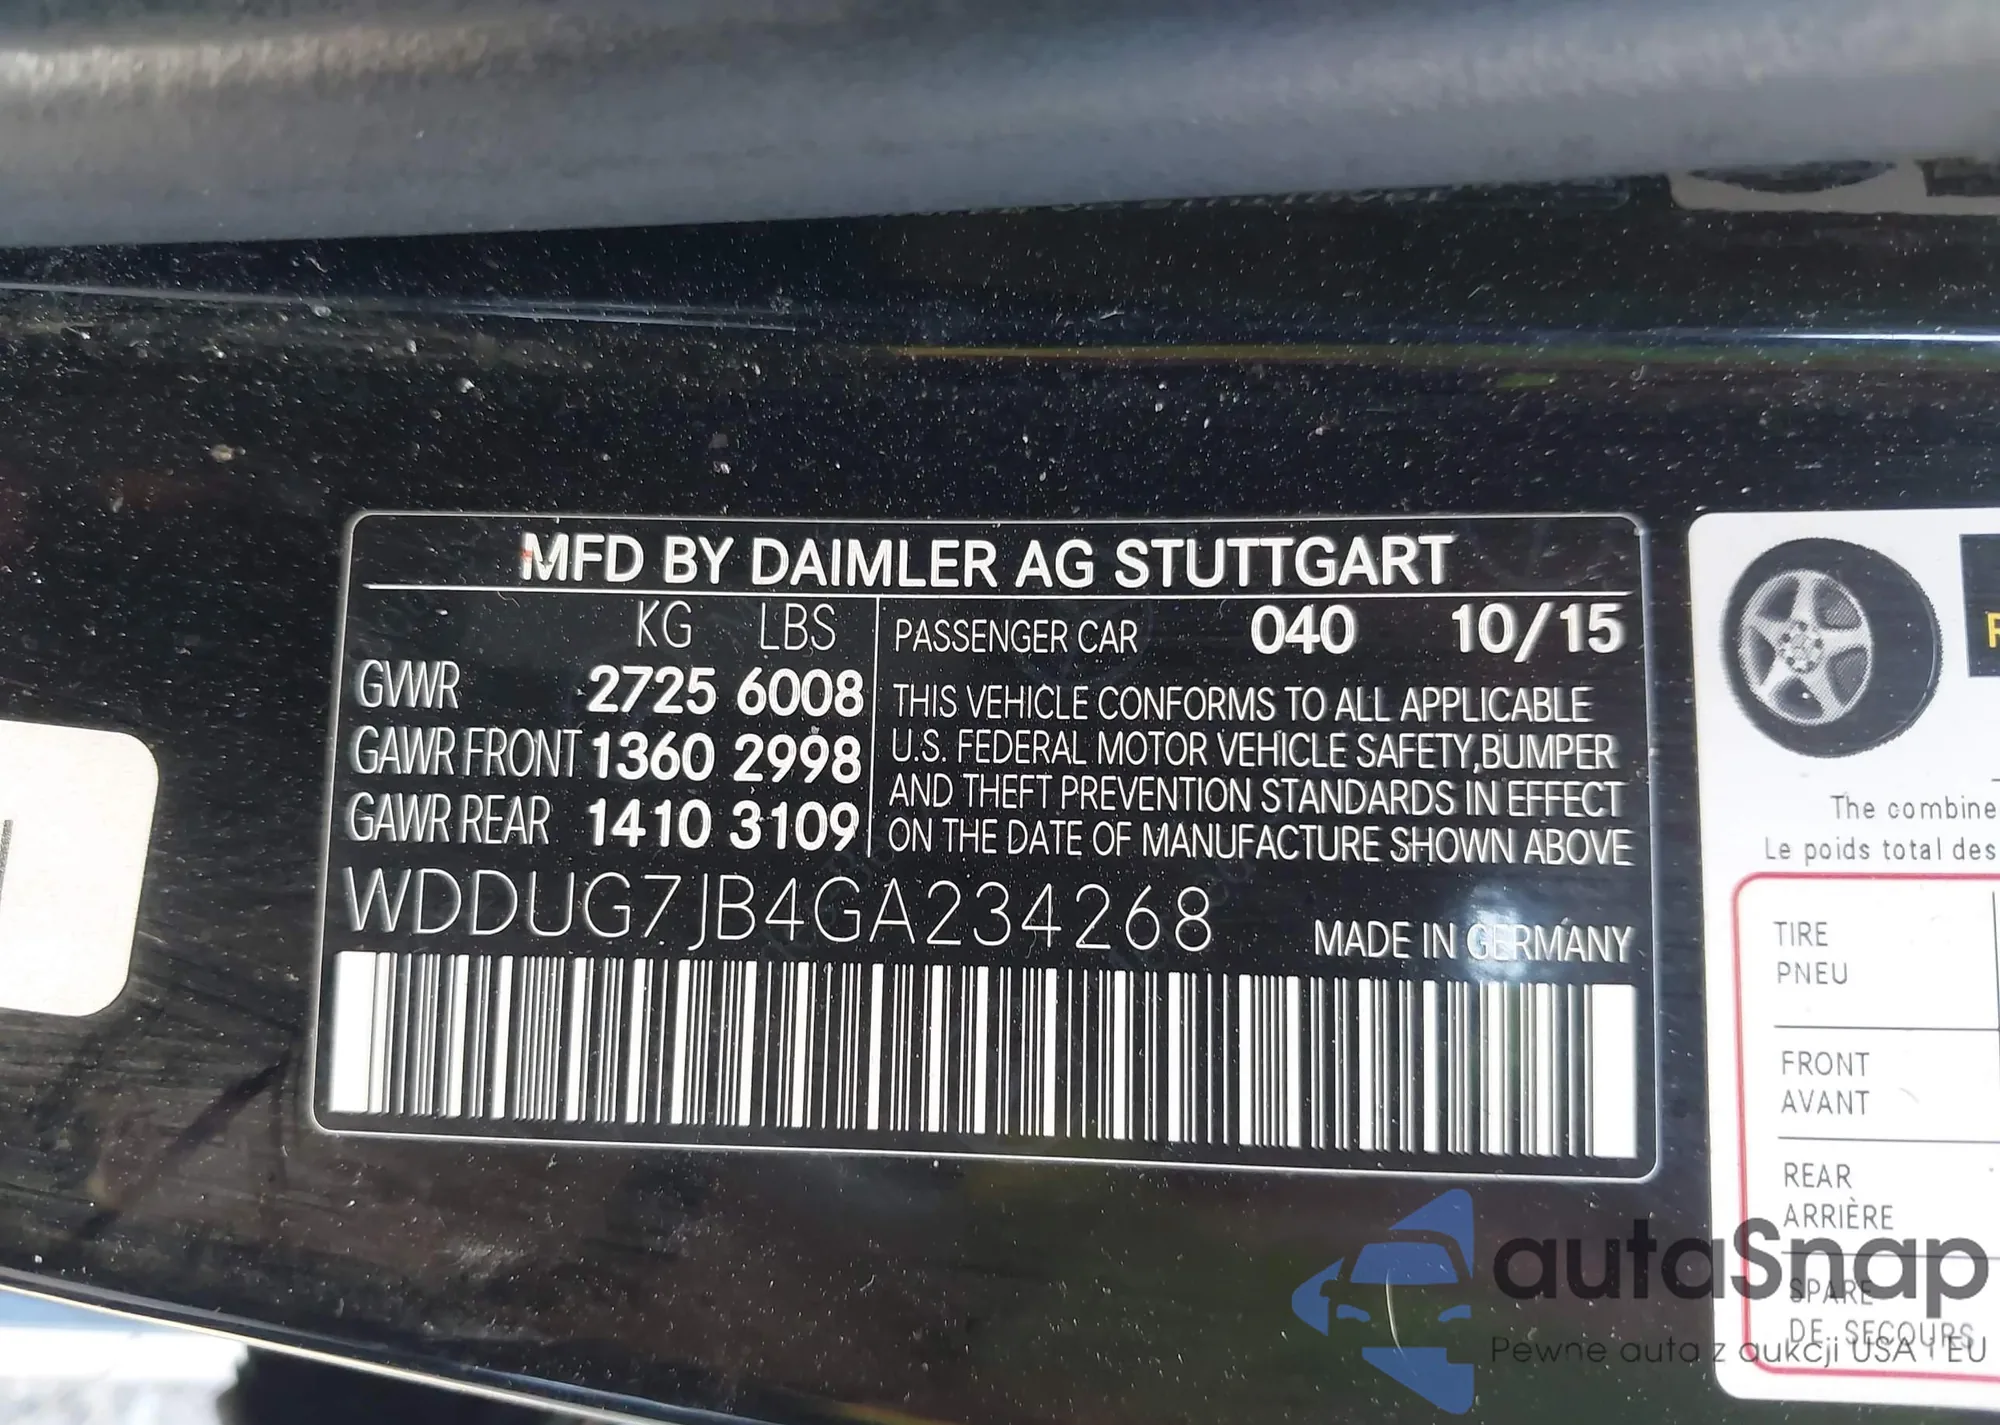 MFD BY DAIMLER AG STUTTGART
KG LBS
GVWR 2725 6008
GAWR FRONT 1360 2998
GAWR REAR 1410 3109
PASSENGER CAR 040 10/15
THIS VEHICLE CONFORMS TO ALL APPLICABLE
U.S. FEDERAL MOTOR VEHICLE SAFETY,BUMPER
AND THEFT PREVENTION STANDARDS IN EFFECT
ON THE DATE OF MANUFACTURE SHOWN ABOVE
WDDUG7JB4GA234268
MADE IN GERMANY
The combine
Le poids total des
TIRE
PNEU
FRONT
AVANT
REAR
ARRIÈRE
SPARE
DE SECOURS
autaSnap
Pewne auta z aukcji USA i EU